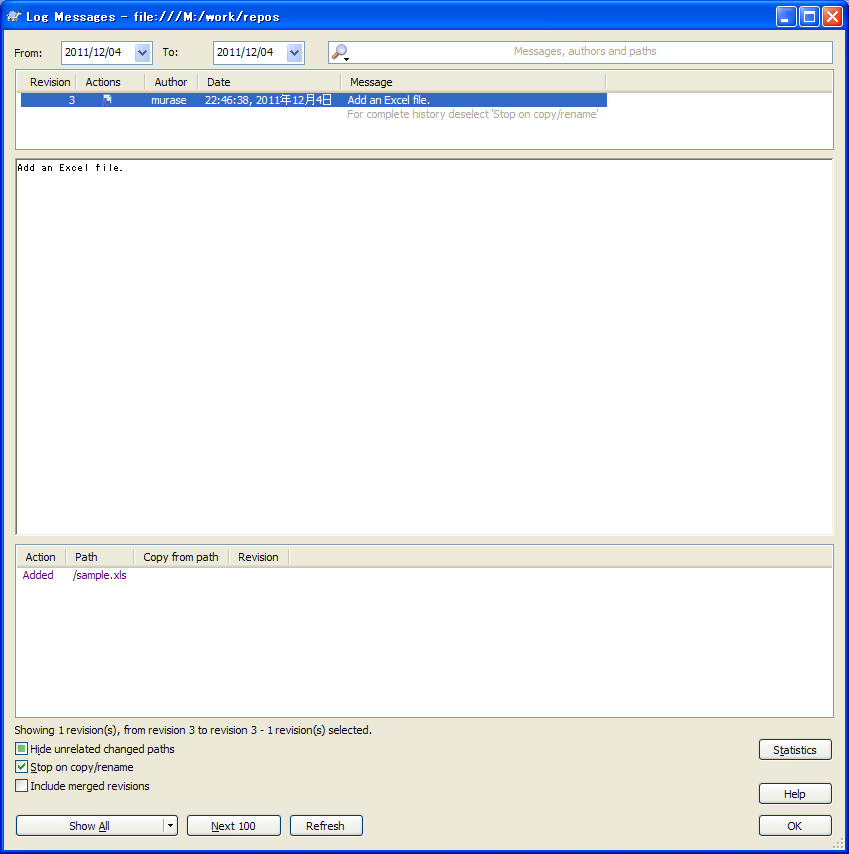 Log Messages - file:///M:/work/repos
From: 2011/12/04 To: 2011/12/04 Messages, authors and paths
Revision Actions Author Date Message
3 murase 22:46:38, 2011年12月4日 Add an Excel file.
For complete history deselect 'Stop on copy/rename'
Add an Excel file.
Action Path Copy from path Revision
Added /sample.xls
Showing 1 revision(s), from revision 3 to revision 3 - 1 revision(s) selected.
Hide unrelated changed paths
Statistics
Stop on copy/rename
Include merged revisions
Help
Show All Next 100 Refresh OK